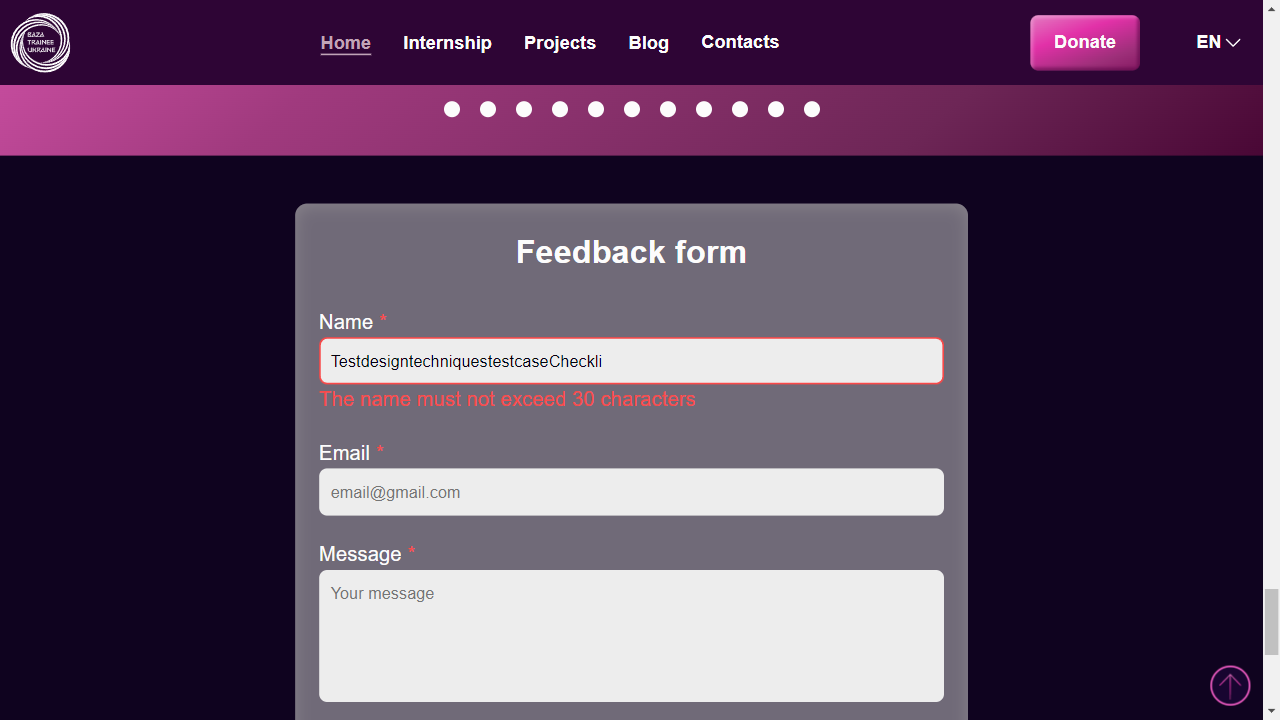 BAZA
TRAINEE
UKRAINE
Home
Internship
Projects
Blog
Contacts
Donate
EN
Feedback form
Name *
TestdesigntechniquestestcaseCheckli
The name must not exceed 30 characters
Email *
email@gmail.com
Message *
Your message